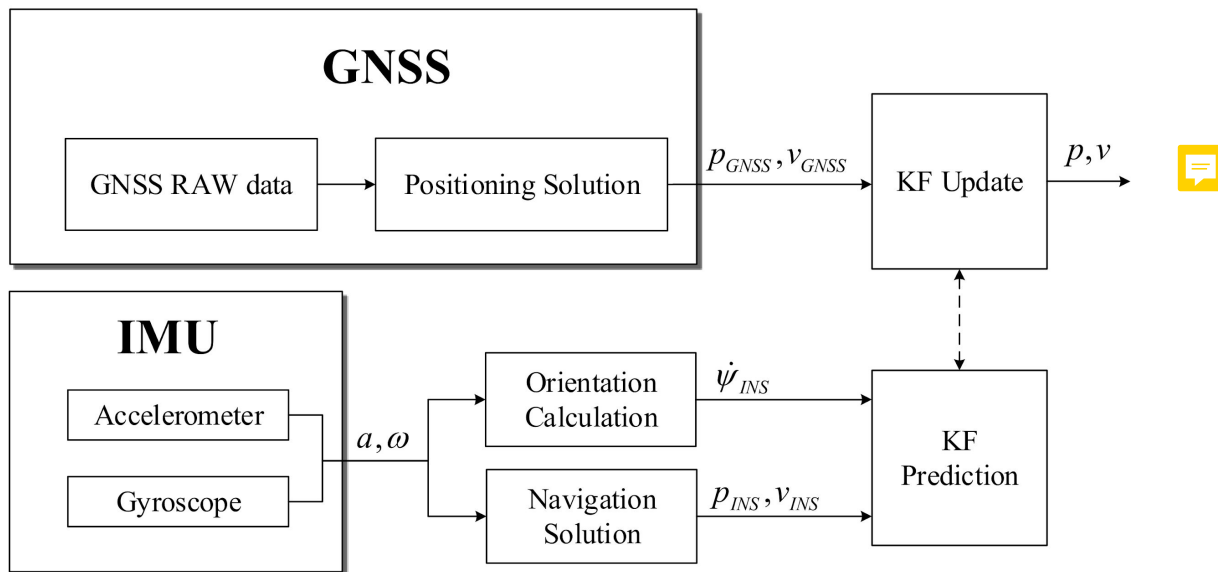 GNSS
GNSS RAW data
Positioning Solution
p_GNSS, v_GNSS
KF Update
p, v
IMU
Accelerometer
Gyroscope
a, ω
Orientation
Calculation
ψ̇_INS
Navigation
Solution
p_INS, v_INS
KF
Prediction